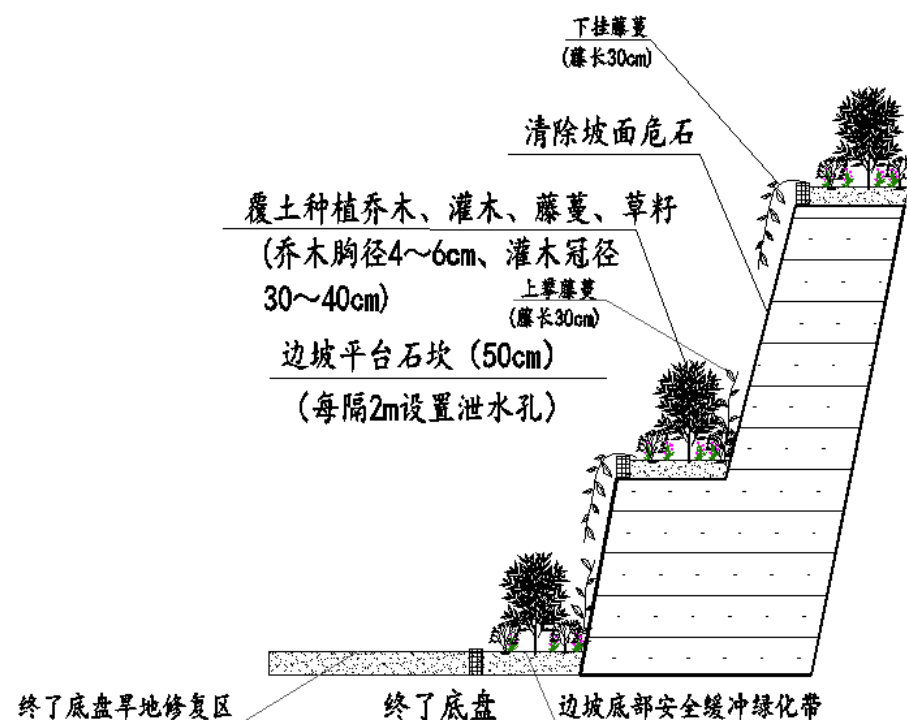 下挂藤蔓
(藤长30cm)
清除坡面危石
覆土种植乔木、灌木、藤蔓、草籽
(乔木胸径4～6cm、灌木冠径
30～40cm)
上攀藤蔓
(藤长30cm)
边坡平台石坎（50cm）
（每隔2m设置泄水孔）
终了底盘旱地修复区
终了底盘
边坡底部安全缓冲绿化带